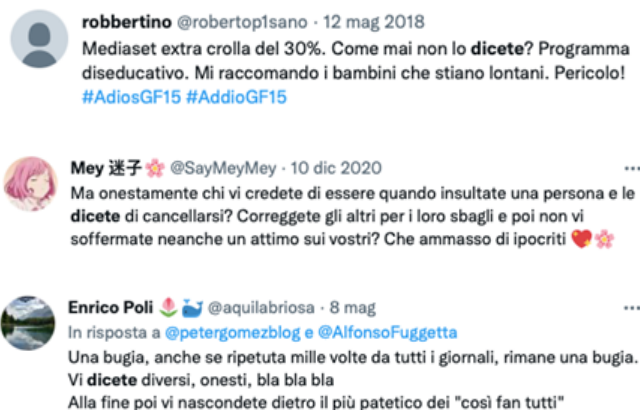 robbertino @robertop1sano · 12 mag 2018
Mediaset extra crolla del 30%. Come mai non lo dicete? Programma
diseducativo. Mi raccomando i bambini che stiano lontani. Pericolo!
#AdiosGF15 #AddioGF15
Mey 迷子🌸 @SayMeyMey · 10 dic 2020
Ma onestamente chi vi credete di essere quando insultate una persona e le
dicete di cancellarsi? Correggete gli altri per i loro sbagli e poi non vi
soffermate neanche un attimo sui vostri? Che ammasso di ipocriti 💖🌸
Enrico Poli 🌷🐳 @aquilabriosa · 8 mag
In risposta a @petergomezblog e @AlfonsoFuggetta
Una bugia, anche se ripetuta mille volte da tutti i giornali, rimane una bugia.
Vi dicete diversi, onesti, bla bla bla
Alla fine poi vi nascondete dietro il più patetico dei "così fan tutti"